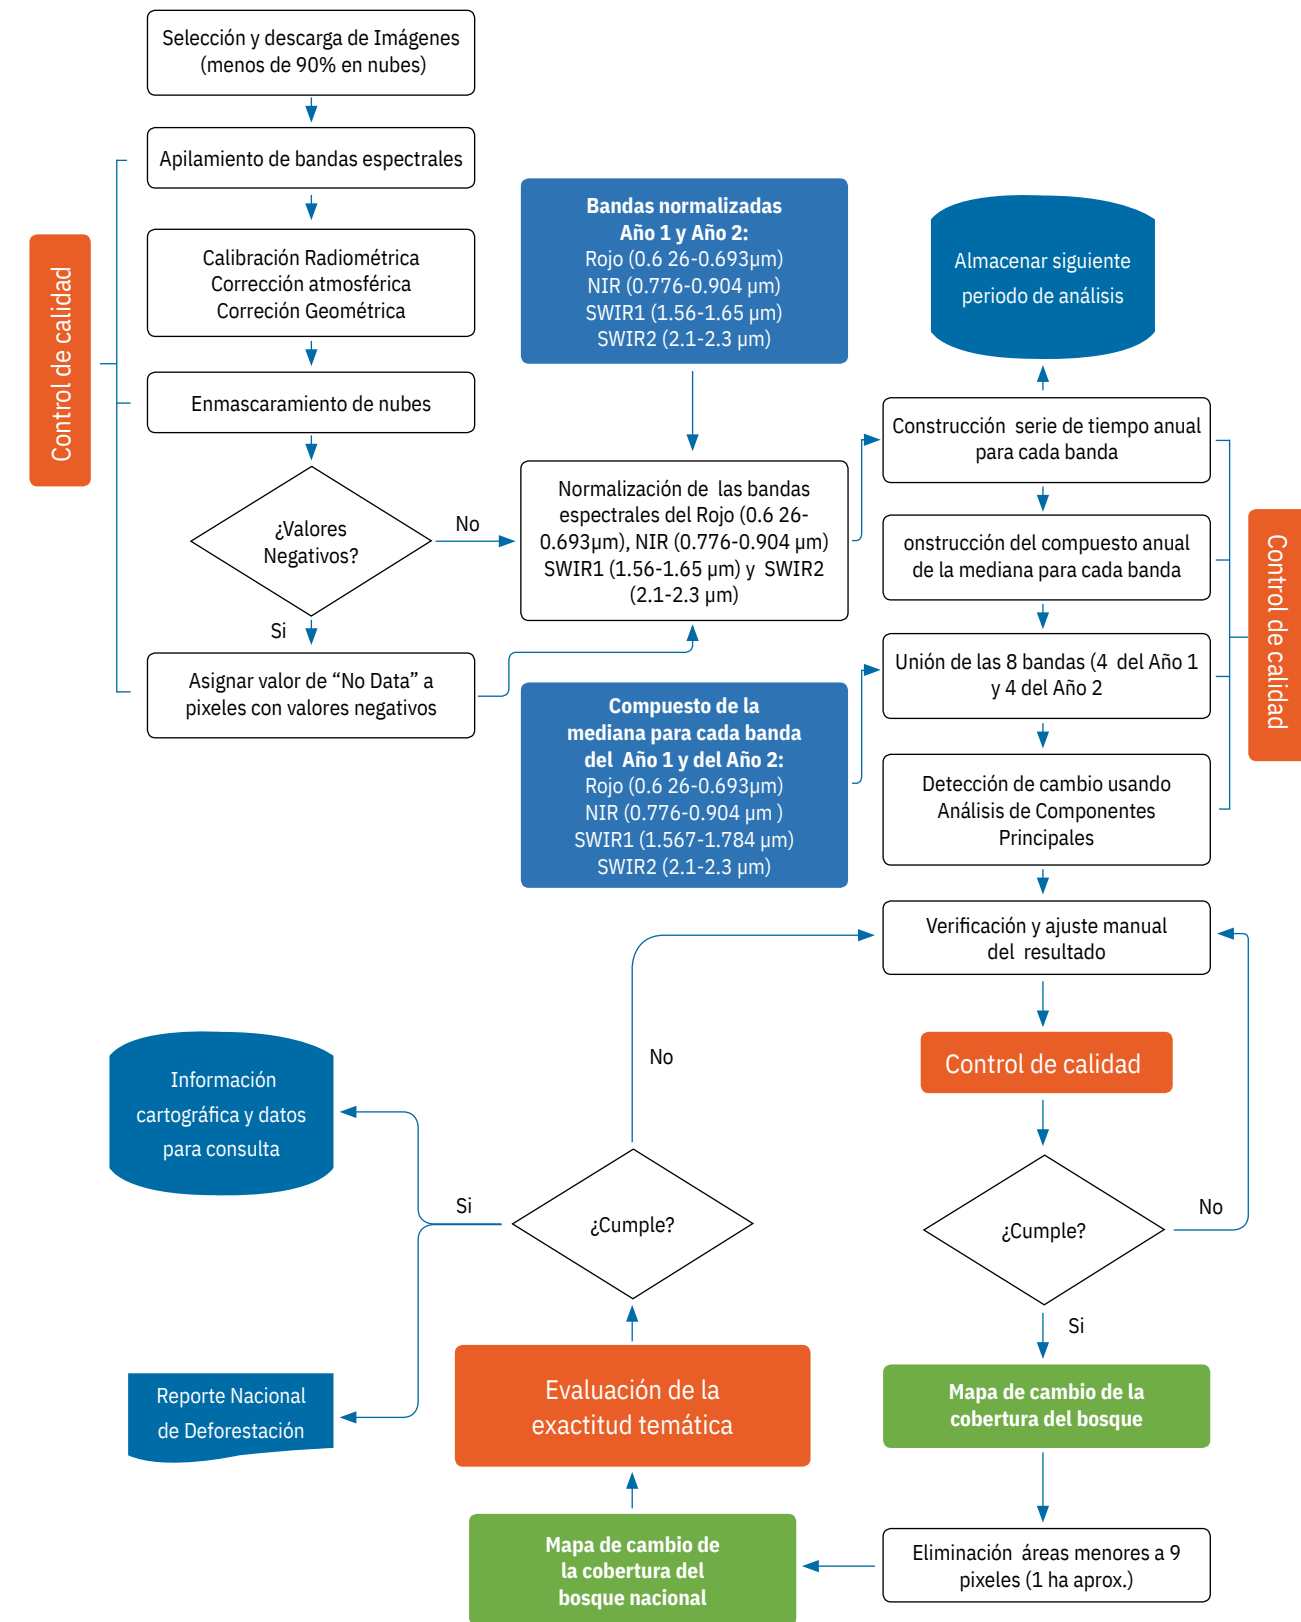 Selección y descarga de Imágenes
(menos de 90% en nubes)
Apilamiento de bandas espectrales
Calibración Radiométrica
Corrección atmosférica
Correción Geométrica
Enmascaramiento de nubes
¿Valores
Negativos?
No
Si
Asignar valor de “No Data” a
pixeles con valores negativos
Control de calidad
Bandas normalizadas
Año 1 y Año 2:
Rojo (0.6 26-0.693µm)
NIR (0.776-0.904 µm)
SWIR1 (1.56-1.65 µm)
SWIR2 (2.1-2.3 µm)
Normalización de las bandas
espectrales del Rojo (0.6 26-
0.693µm), NIR (0.776-0.904 µm)
SWIR1 (1.56-1.65 µm) y SWIR2
(2.1-2.3 µm)
Compuesto de la
mediana para cada banda
del Año 1 y del Año 2:
Rojo (0.6 26-0.693µm)
NIR (0.776-0.904 µm )
SWIR1 (1.567-1.784 µm)
SWIR2 (2.1-2.3 µm)
Almacenar siguiente
periodo de análisis
Construcción serie de tiempo anual
para cada banda
onstrucción del compuesto anual
de la mediana para cada banda
Unión de las 8 bandas (4 del Año 1
y 4 del Año 2
Detección de cambio usando
Análisis de Componentes
Principales
Control de calidad
Verificación y ajuste manual
del resultado
Control de calidad
¿Cumple?
No
Si
Mapa de cambio de la
cobertura del bosque
Eliminación áreas menores a 9
pixeles (1 ha aprox.)
Mapa de cambio de
la cobertura del
bosque nacional
Evaluación de la
exactitud temática
¿Cumple?
No
Si
Información
cartográfica y datos
para consulta
Reporte Nacional
de Deforestación